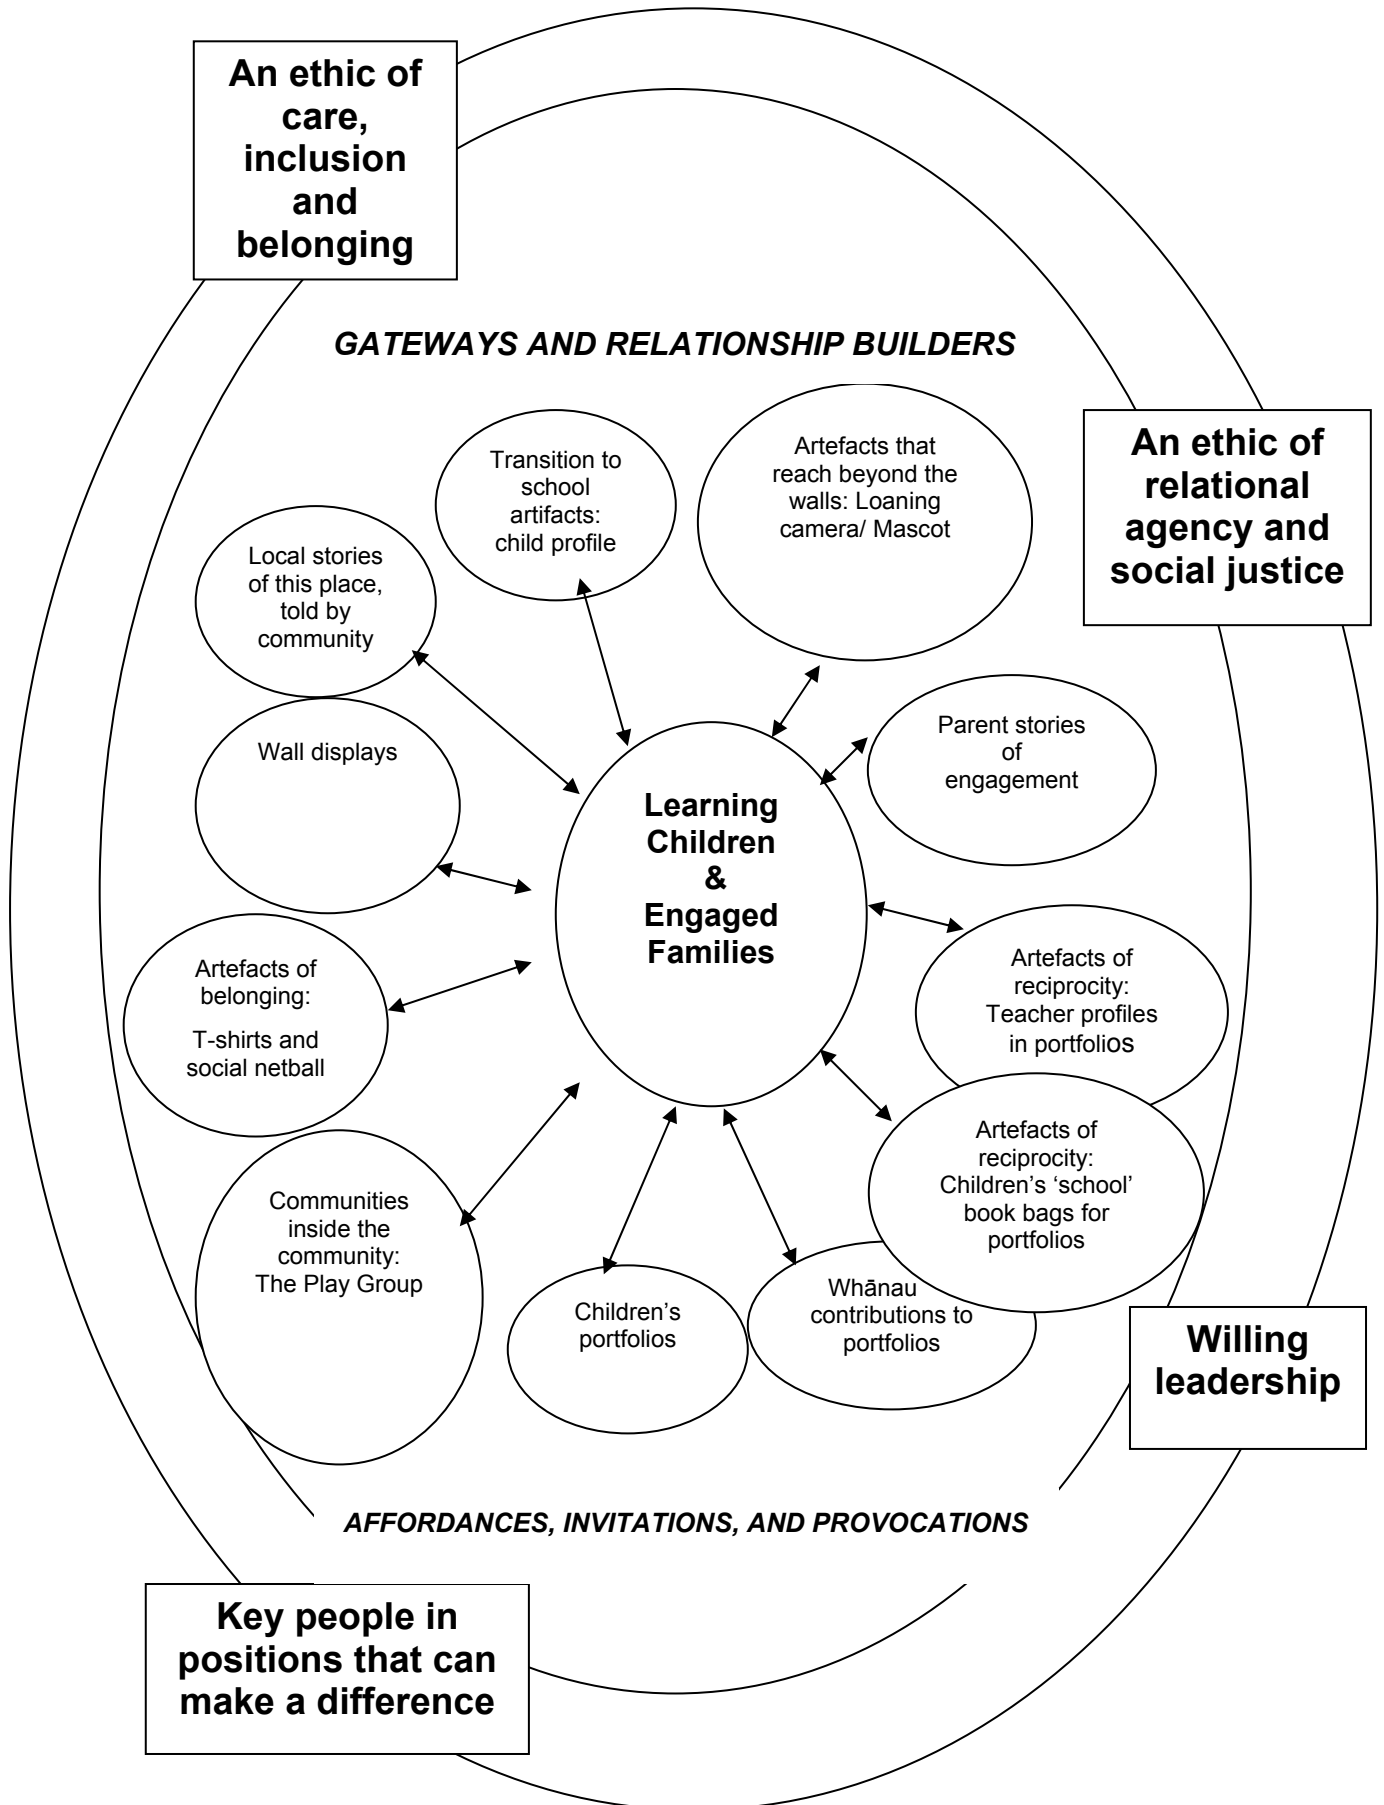 An ethic of
care,
inclusion
and
belonging
GATEWAYS AND RELATIONSHIP BUILDERS
An ethic of
relational
agency and
social justice
Transition to
school
artifacts:
child profile
Artefacts that
reach beyond the
walls: Loaning
camera/ Mascot
Local stories
of this place,
told by
community
Parent stories
of
engagement
Wall displays
Learning
Children
&
Engaged
Families
Artefacts of
belonging:
T-shirts and
social netball
Artefacts of
reciprocity:
Teacher profiles
in portfolios
Artefacts of
reciprocity:
Children’s ‘school’
book bags for
portfolios
Communities
inside the
community:
The Play Group
Children’s
portfolios
Whānau
contributions to
portfolios
Willing
leadership
AFFORDANCES, INVITATIONS, AND PROVOCATIONS
Key people in
positions that can
make a difference